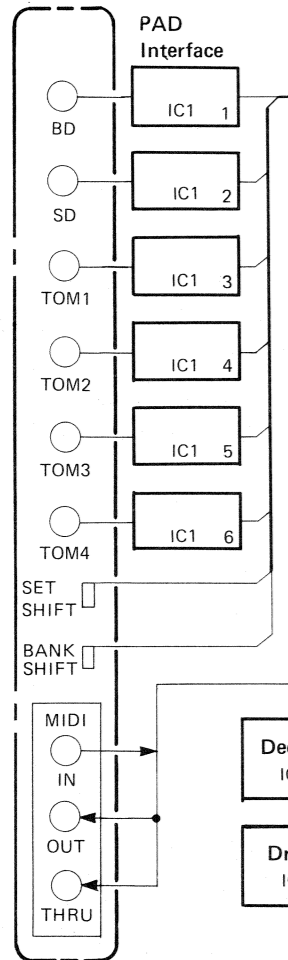 PAD
Interface
IC1 1
BD
IC1 2
SD
IC1 3
TOM1
IC1 4
TOM2
IC1 5
TOM3
IC1 6
TOM4
SET
SHIFT
BANK
SHIFT
MIDI
IN
OUT
THRU